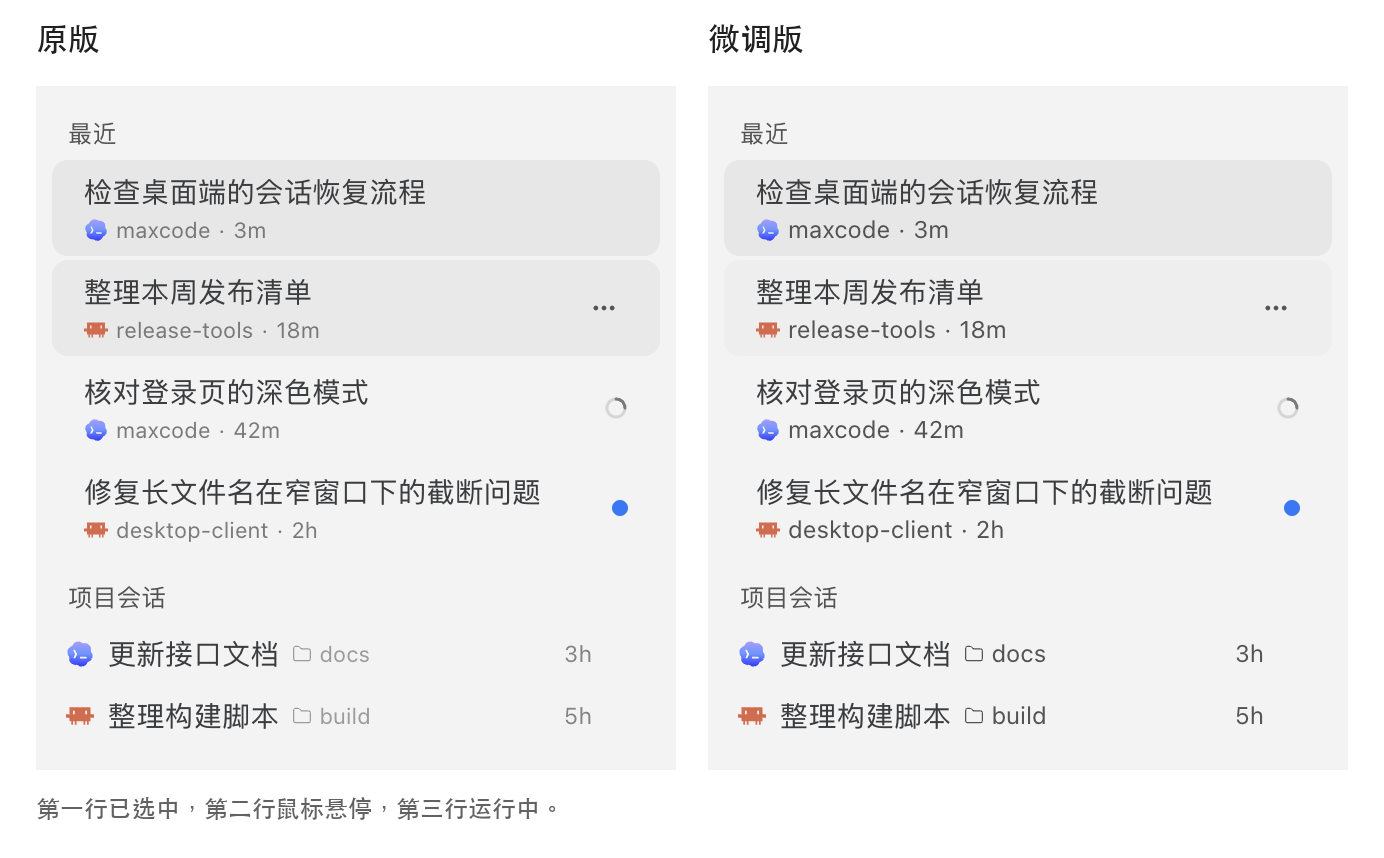 原版
最近
检查桌面端的会话恢复流程
maxcode · 3m
整理本周发布清单
release-tools · 18m
核对登录页的深色模式
maxcode · 42m
修复长文件名在窄窗口下的截断问题
desktop-client · 2h
项目会话
更新接口文档 docs 3h
整理构建脚本 build 5h
第一行已选中，第二行鼠标悬停，第三行运行中。
微调版
最近
检查桌面端的会话恢复流程
maxcode · 3m
整理本周发布清单
release-tools · 18m
核对登录页的深色模式
maxcode · 42m
修复长文件名在窄窗口下的截断问题
desktop-client · 2h
项目会话
更新接口文档 docs 3h
整理构建脚本 build 5h